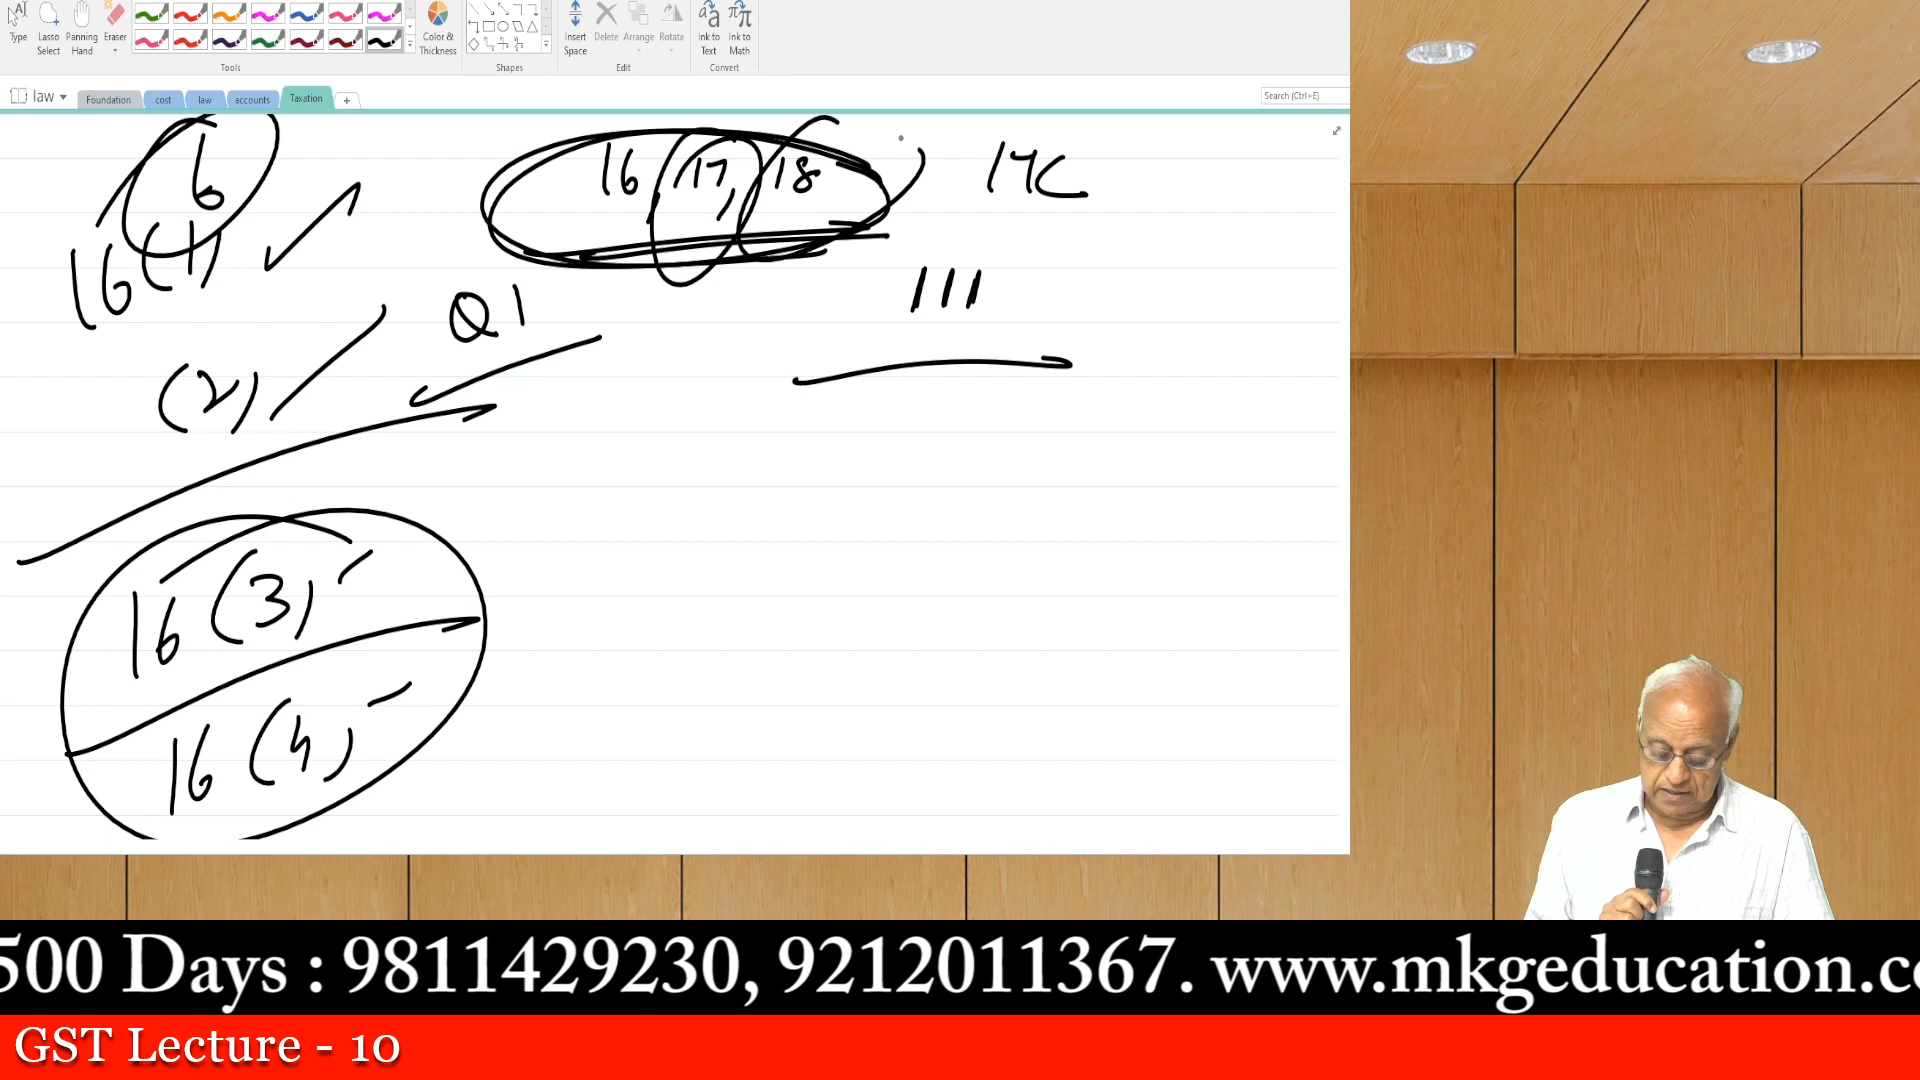 Type
Lasso Select
Panning Hand
Eraser
Color & Thickness
Insert Space
Delete
Arrange
Rotate
Ink to Text
Ink to Math
Tools
Shapes
Edit
Convert
law
Foundation
cost
law
accounts
Taxation
Search (Ctrl+E)
6
16 (1)
(2)
16 17, 18
ITC
Q1
111
16 (3)
16 (4)
500 Days : 9811429230, 9212011367. www.mkgeducation.c
GST Lecture - 10